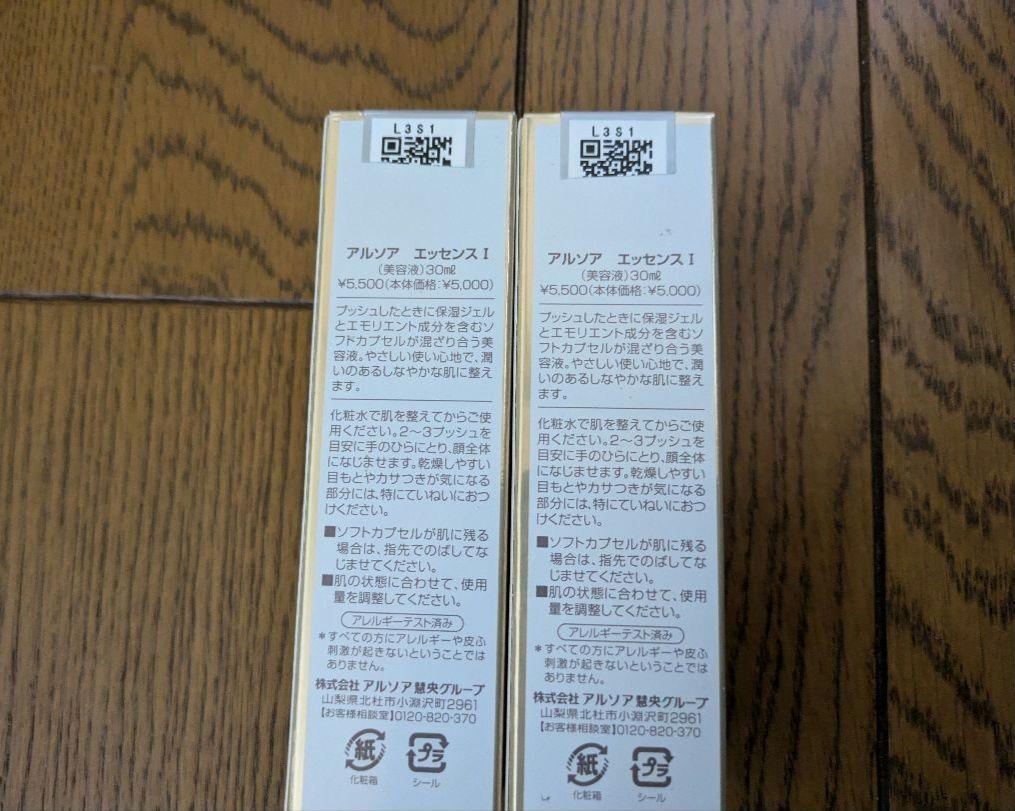 L3S1
アルソア　エッセンスⅠ
(美容液)30mℓ
¥5,500(本体価格:¥5,000)
プッシュしたときに保湿ジェル
とエモリエント成分を含むソ
フトカプセルが混ざり合う美
容液。やさしい使い心地で、潤
いのあるしなやかな肌に整え
ます。
化粧水で肌を整えてからご使
用ください。2〜3プッシュを
目安に手のひらにとり、顔全体
になじませます。乾燥しやすい
目もとやカサつきが気になる
部分には、特にていねいにおつ
けください。
■ソフトカプセルが肌に残る
場合は、指先でのばしてな
じませてください。
■肌の状態に合わせて、使用
量を調整してください。
アレルギーテスト済み
*すべての方にアレルギーや皮ふ
刺激が起きないということでは
ありません。
株式会社 アルソア慧央グループ
山梨県北杜市小淵沢町2961
【お客様相談室】0120-820-370
紙
プラ
化粧箱
シール
L3S1
アルソア　エッセンスⅠ
(美容液)30mℓ
¥5,500(本体価格:¥5,000)
プッシュしたときに保湿ジェル
とエモリエント成分を含むソ
フトカプセルが混ざり合う美
容液。やさしい使い心地で、潤
いのあるしなやかな肌に整え
ます。
化粧水で肌を整えてからご使
用ください。2〜3プッシュを
目安に手のひらにとり、顔全体
になじませます。乾燥しやすい
目もとやカサつきが気になる
部分には、特にていねいにおつ
けください。
■ソフトカプセルが肌に残る
場合は、指先でのばしてな
じませてください。
■肌の状態に合わせて、使用
量を調整してください。
アレルギーテスト済み
*すべての方にアレルギーや皮ふ
刺激が起きないということでは
ありません。
株式会社 アルソア慧央グループ
山梨県北杜市小淵沢町2961
【お客様相談室】0120-820-370
紙
プラ
化粧箱
シール